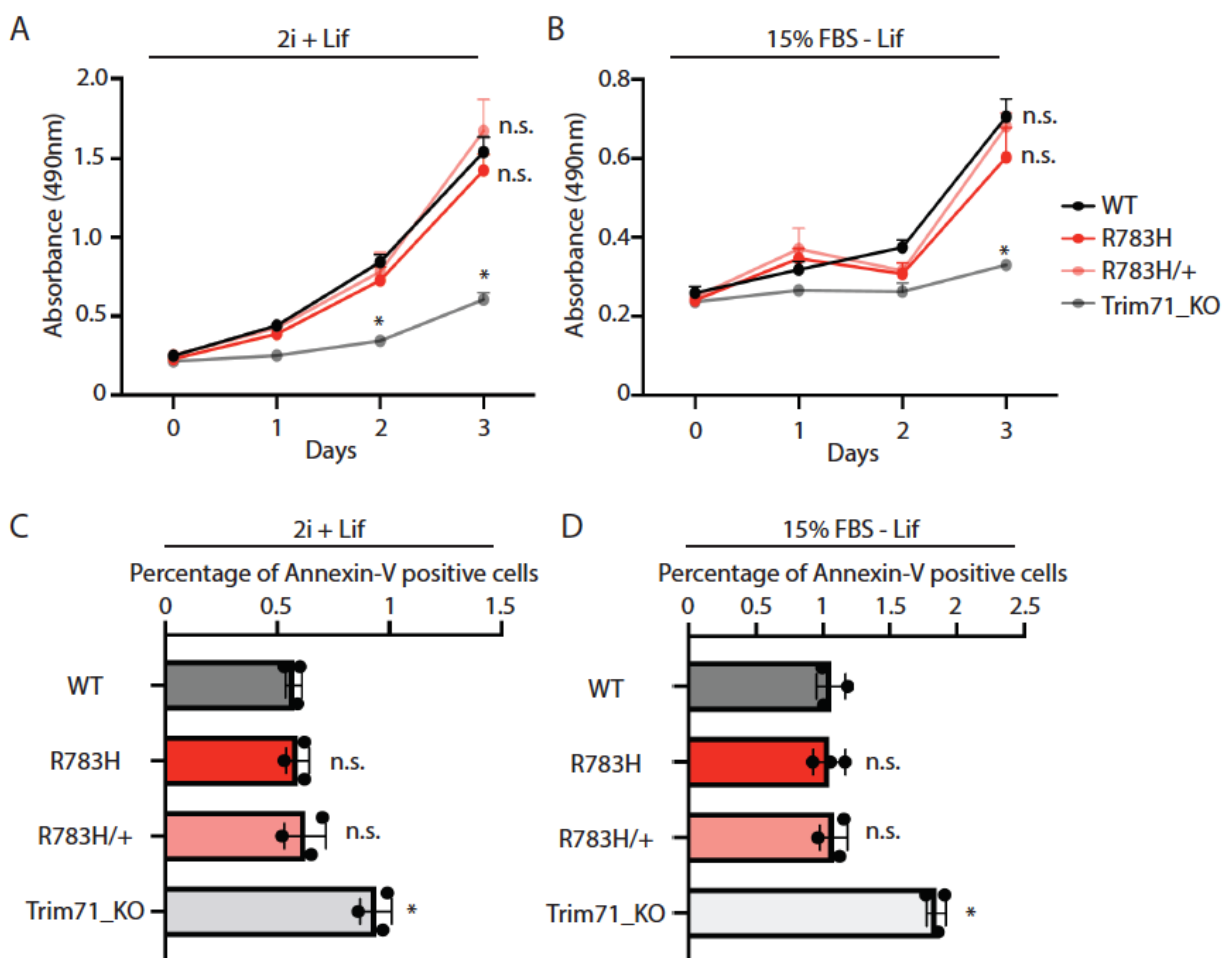 A
2i + Lif
Absorbance (490nm)
2.0
1.5
1.0
0.5
0
n.s.
n.s.
*
*
0 1 2 3
Days
B
15% FBS - Lif
Absorbance (490nm)
0.8
0.6
0.4
0.2
0
n.s.
n.s.
*
0 1 2 3
Days
WT
R783H
R783H/+
Trim71_KO
C
2i + Lif
Percentage of Annexin-V positive cells
0 0.5 1 1.5
WT
R783H
n.s.
R783H/+
n.s.
Trim71_KO
*
D
15% FBS - Lif
Percentage of Annexin-V positive cells
0 0.5 1 1.5 2 2.5
WT
R783H
n.s.
R783H/+
n.s.
Trim71_KO
*